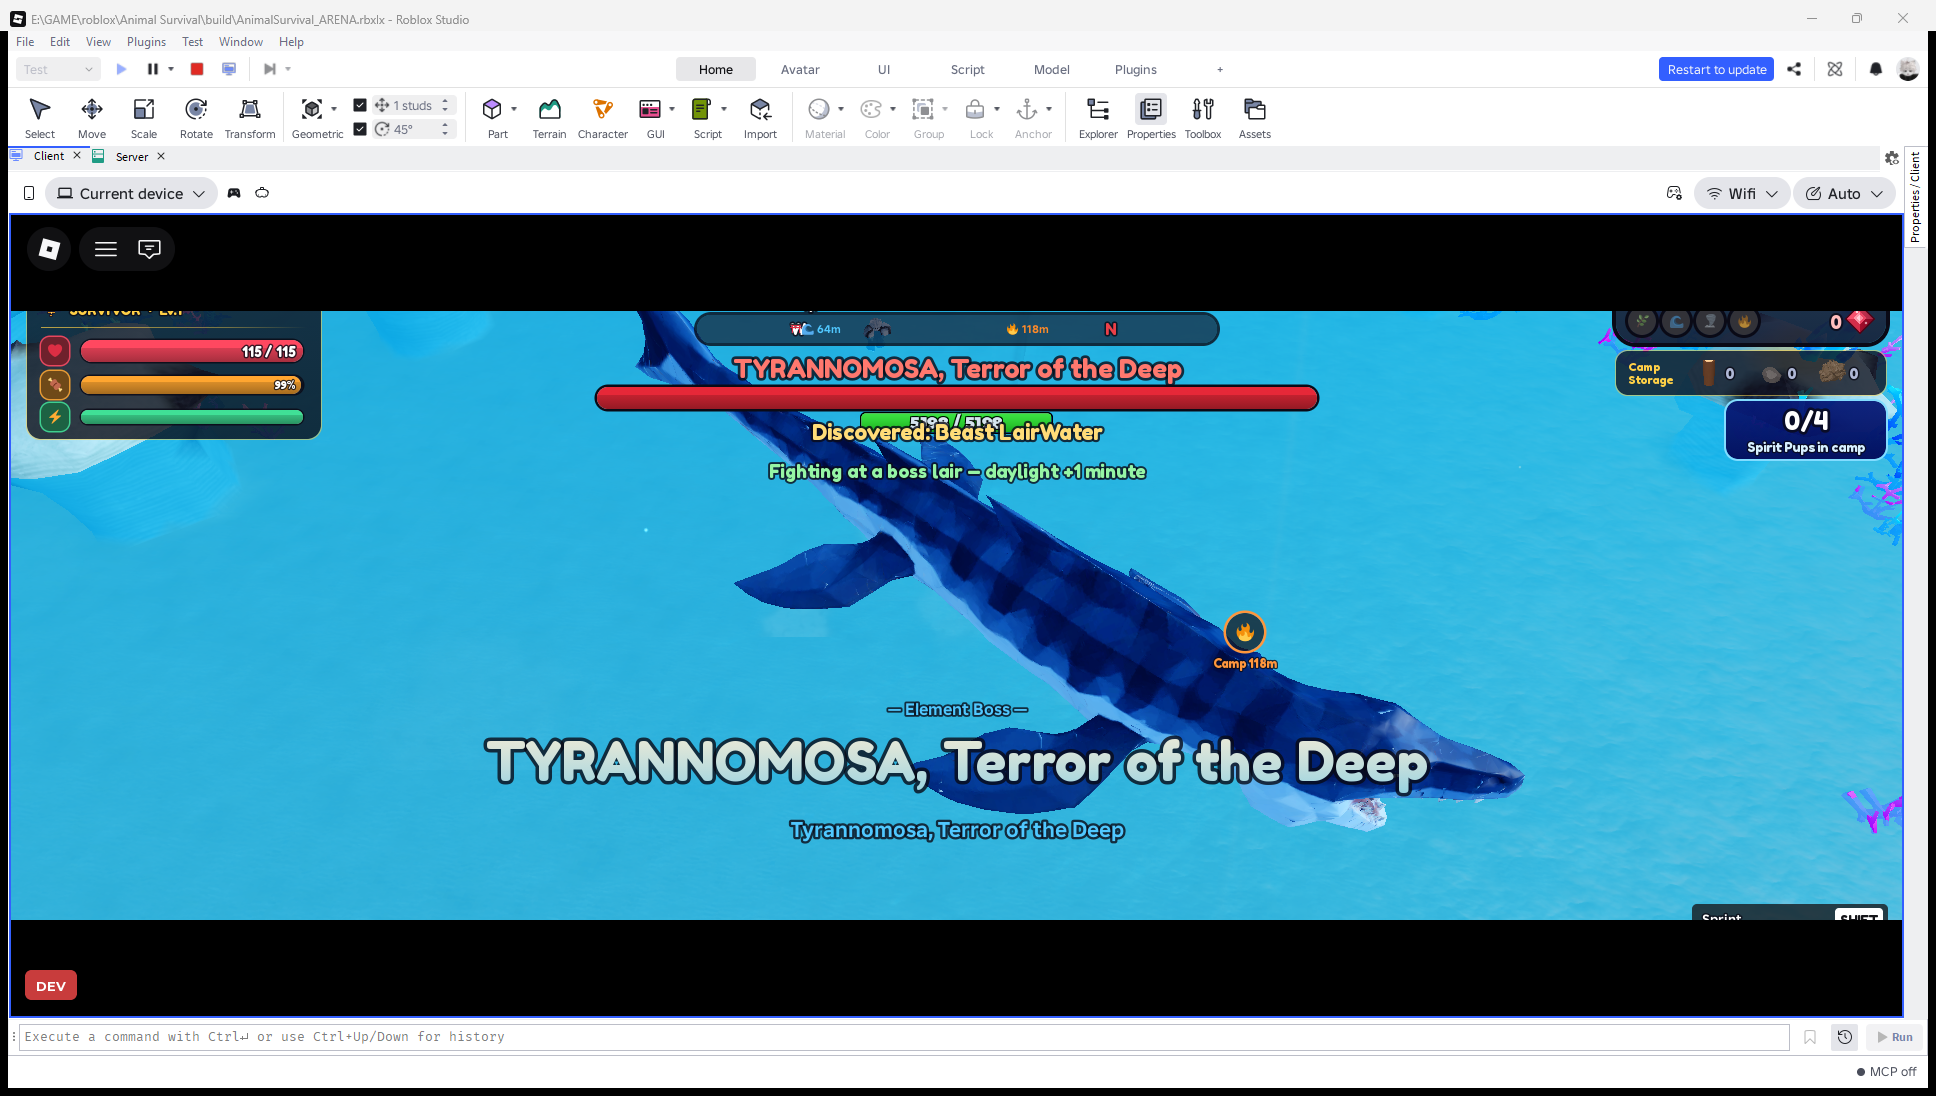 E:\GAME\roblox\Animal Survival\build\AnimalSurvival_ARENA.rbxlx - Roblox Studio
File Edit View Plugins Test Window Help
Test
Home Avatar UI Script Model Plugins +
Restart to update
Select Move Scale Rotate Transform Geometric
1 studs
45°
Part Terrain Character GUI Script Import Material Color Group Lock Anchor Explorer Properties Toolbox Assets
Client Server
Properties / Client
Current device
Wifi Auto
SURVIVOR · Lv.1
115 / 115
99%
64m
118m
N
TYRANNOMOSA, Terror of the Deep
Discovered: Beast LairWater
Fighting at a boss lair – daylight +1 minute
0
Camp
Storage
0 0 0
0/4
Spirit Pups in camp
Camp 118m
— Element Boss —
TYRANNOMOSA, Terror of the Deep
Tyrannomosa, Terror of the Deep
Sprint SHIFT
DEV
Execute a command with Ctrl↵ or use Ctrl+Up/Down for history
Run
MCP off